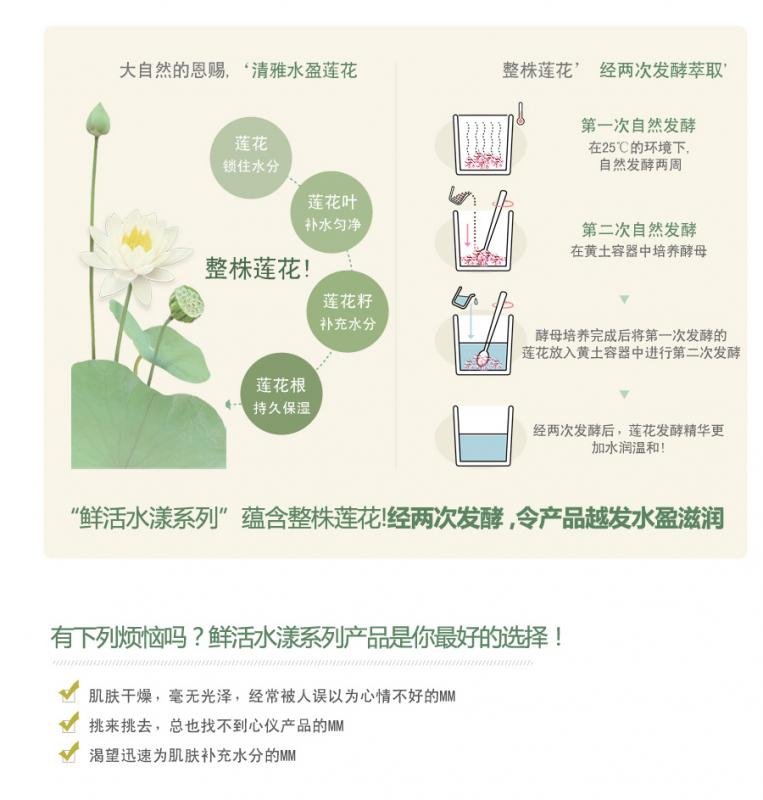 大自然的恩赐,‘清雅水盈莲花
莲花
锁住水分
莲花叶
补水匀净
整株莲花!
莲花籽
补充水分
莲花根
持久保湿
整株莲花’ 经两次发酵萃取’
第一次自然发酵
在25℃的环境下,
自然发酵两周
第二次自然发酵
在黄土容器中培养酵母
酵母培养完成后将第一次发酵的
莲花放入黄土容器中进行第二次发酵
经两次发酵后，莲花发酵精华更
加水润温和!
“鲜活水漾系列”蕴含整株莲花!经两次发酵,令产品越发水盈滋润
有下列烦恼吗？鲜活水漾系列产品是你最好的选择！
肌肤干燥，毫无光泽，经常被人误以为心情不好的MM
挑来挑去，总也找不到心仪产品的MM
渴望迅速为肌肤补充水分的MM